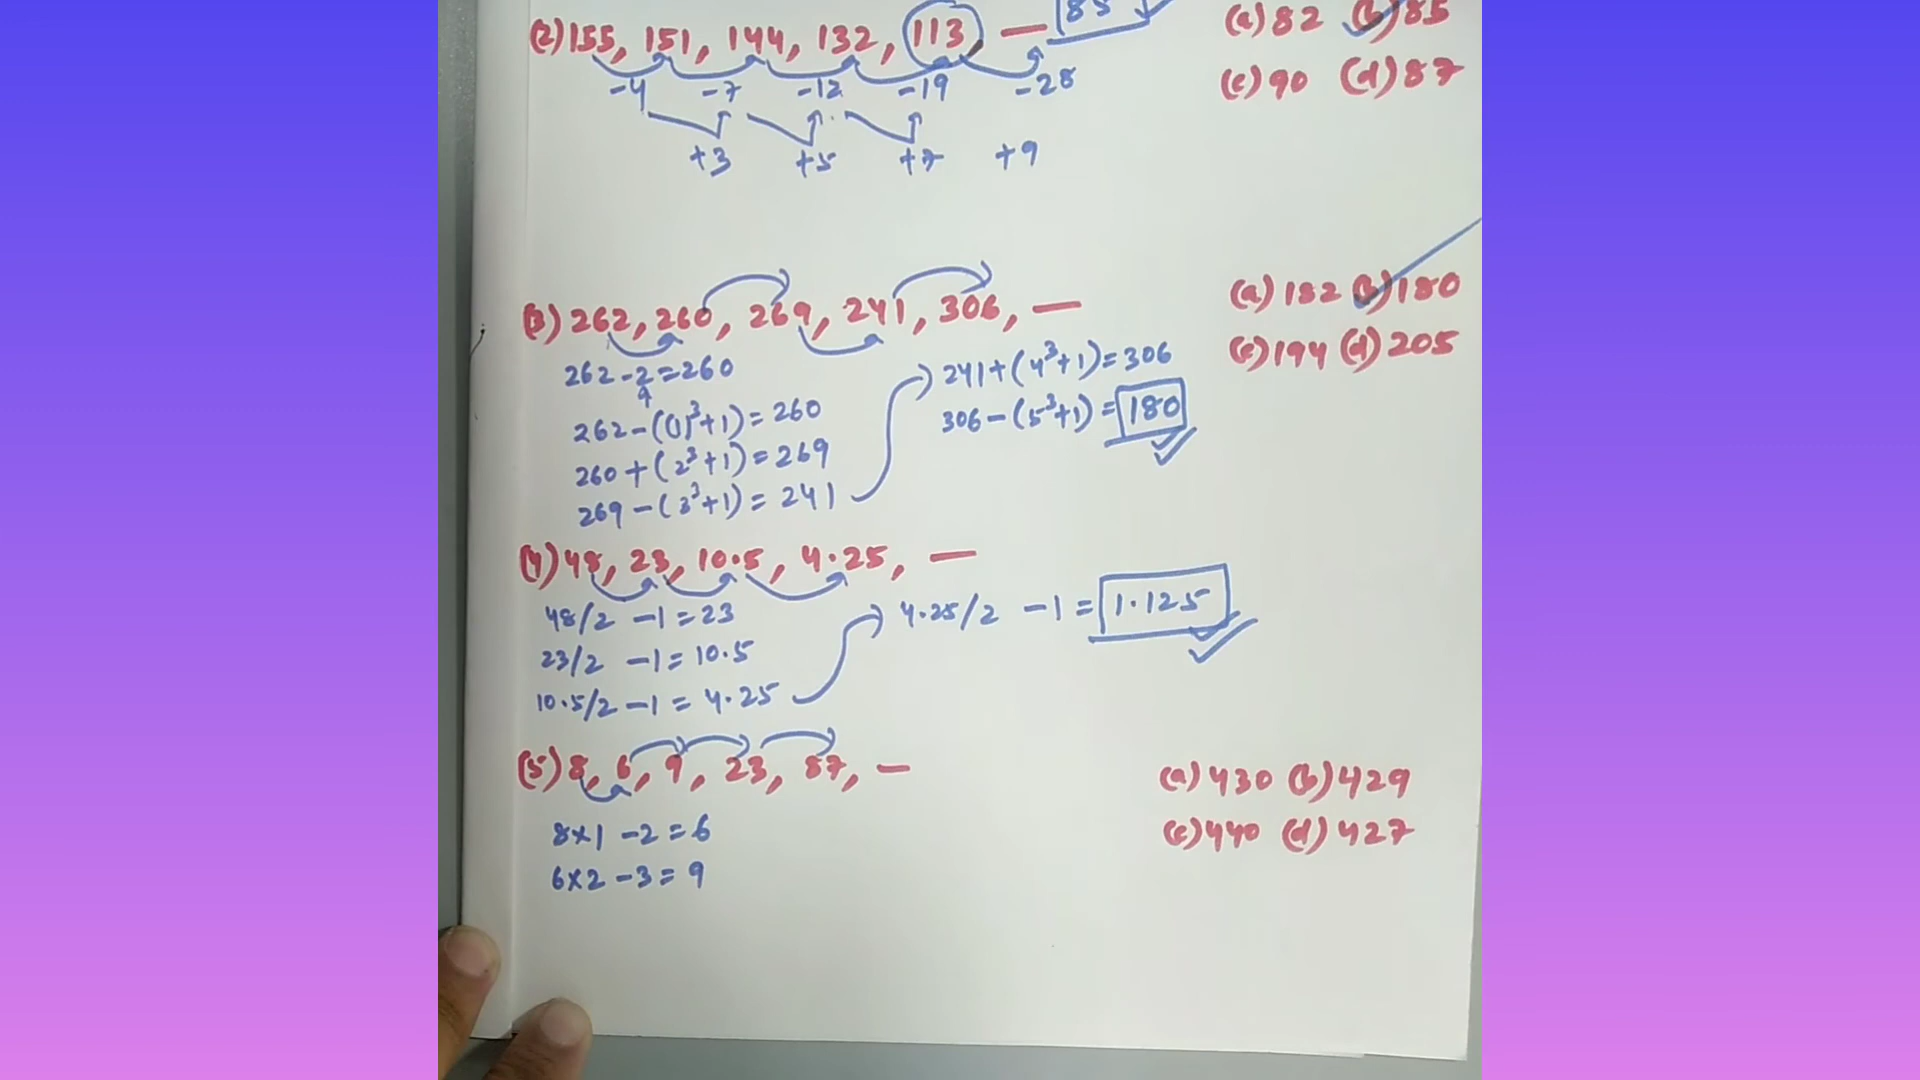 (2) 155, 151, 144, 132, 113, — 85 (a) 82 (b) 85
-4 -7 -12 -19 -28 (c) 90 (d) 87
+3 +5 +7 +9
(3) 262, 260, 269, 241, 306, — (a) 182 (b) 180
(c) 194 (d) 205
262 - 2 = 260
262 - ((1)³+1) = 260
260 + (2³+1) = 269
269 - (3³+1) = 241
241 + (4³+1) = 306
306 - (5³+1) = 180
(4) 48, 23, 10.5, 4.25, —
48/2 -1 = 23
23/2 -1 = 10.5
10.5/2 -1 = 4.25
4.25/2 -1 = 1.125
(5) 8, 6, 9, 23, 87, — (a) 430 (b) 429
(c) 440 (d) 427
8×1 -2 = 6
6×2 -3 = 9